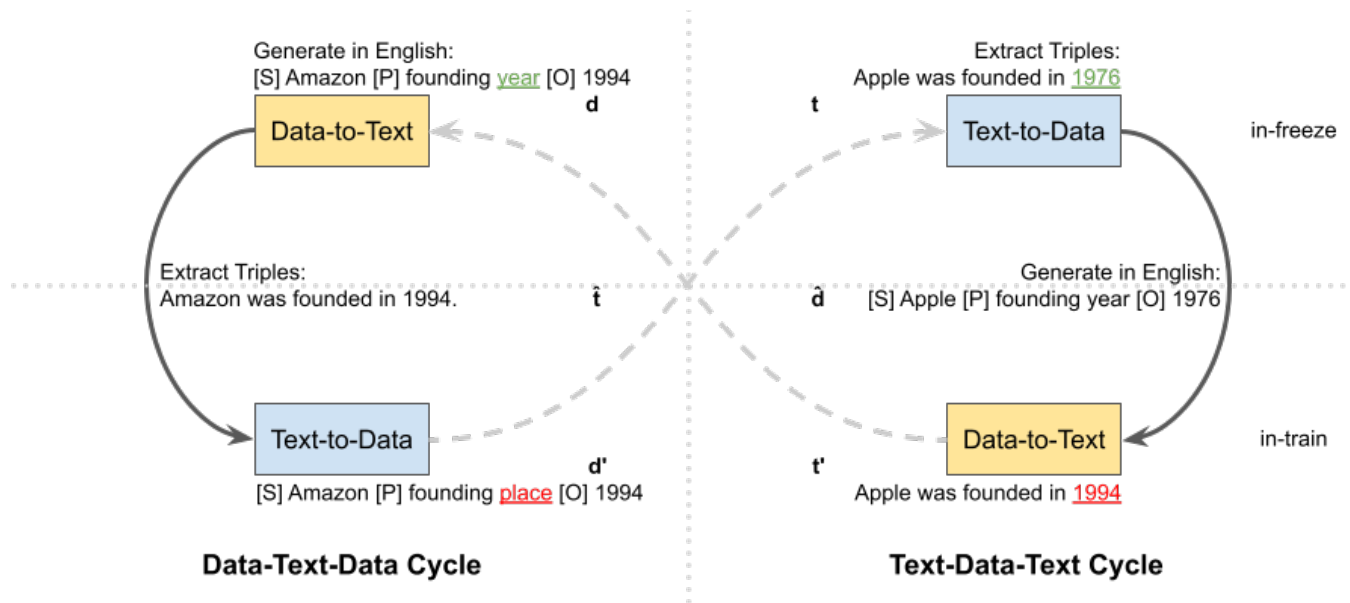 Generate in English:
[S] Amazon [P] founding year [O] 1994
d
Data-to-Text
Extract Triples:
Amazon was founded in 1994.
t̂
Text-to-Data
d'
[S] Amazon [P] founding place [O] 1994
Data-Text-Data Cycle
Extract Triples:
Apple was founded in 1976
t
Text-to-Data
in-freeze
Generate in English:
d̂
[S] Apple [P] founding year [O] 1976
Data-to-Text
in-train
t'
Apple was founded in 1994
Text-Data-Text Cycle